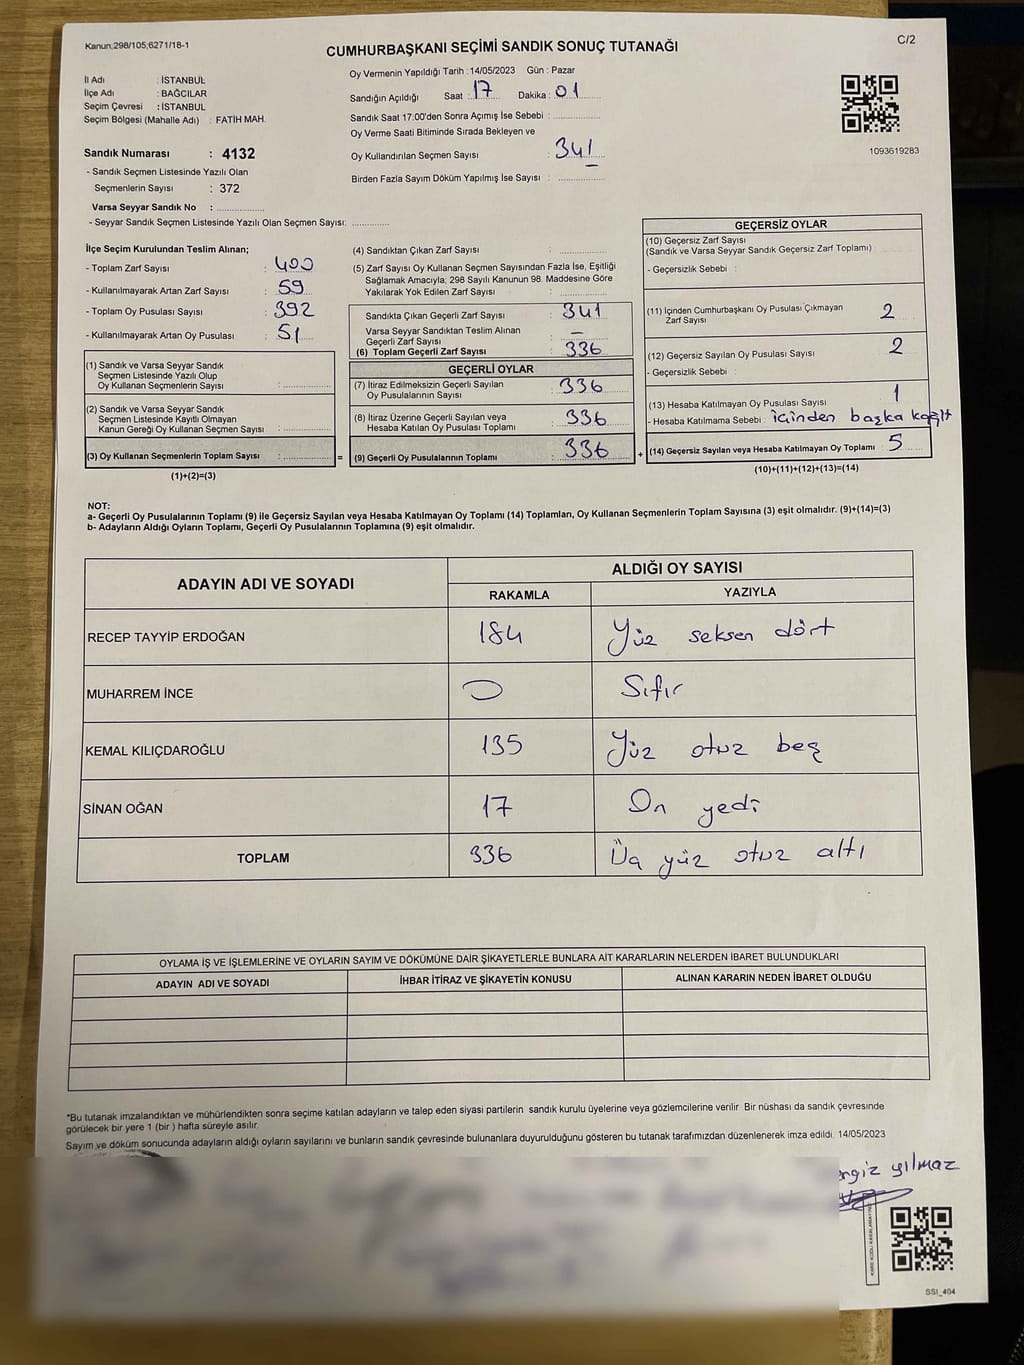 Kanun:298/105,6271/18-1
C/2
CUMHURBAŞKANI SEÇİMİ SANDIK SONUÇ TUTANAĞI
İl Adı : İSTANBUL
İlçe Adı : BAĞCILAR
Seçim Çevresi : İSTANBUL
Seçim Bölgesi (Mahalle Adı) : FATİH MAH.
Sandık Numarası : 4132
- Sandık Seçmen Listesinde Yazılı Olan
Seçmenlerin Sayısı : 372
Varsa Seyyar Sandık No :
- Seyyar Sandık Seçmen Listesinde Yazılı Olan Seçmen Sayısı:
Oy Vermenin Yapıldığı Tarih :14/05/2023 Gün : Pazar
Sandığın Açıldığı Saat : 17 Dakika : 01
Sandık Saat 17:00'den Sonra Açımış İse Sebebi :
Oy Verme Saati Bitiminde Sırada Bekleyen ve
Oy Kullandırılan Seçmen Sayısı : 341
Birden Fazla Sayım Döküm Yapılmış İse Sayısı :
1093619283
İlçe Seçim Kurulundan Teslim Alınan;
- Toplam Zarf Sayısı : 400
- Kullanılmayarak Artan Zarf Sayısı : 59
- Toplam Oy Pusulası Sayısı : 392
- Kullanılmayarak Artan Oy Pusulası : 51
(1) Sandık ve Varsa Seyyar Sandık
Seçmen Listesinde Yazılı Olup
Oy Kullanan Seçmenlerin Sayısı :
(2) Sandık ve Varsa Seyyar Sandık
Seçmen Listesinde Kayıtlı Olmayan
Kanun Gereği Oy Kullanan Seçmen Sayısı :
(3) Oy Kullanan Seçmenlerin Toplam Sayısı :
(1)+(2)=(3)
=
(4) Sandıktan Çıkan Zarf Sayısı :
(5) Zarf Sayısı Oy Kullanan Seçmen Sayısından Fazla İse, Eşitliği
Sağlamak Amacıyla; 298 Sayılı Kanunun 98. Maddesine Göre
Yakılarak Yok Edilen Zarf Sayısı :
Sandıkta Çıkan Geçerli Zarf Sayısı : 341
Varsa Seyyar Sandıktan Teslim Alınan
Geçerli Zarf Sayısı : –
(6) Toplam Geçerli Zarf Sayısı : 336
GEÇERLİ OYLAR
(7) İtiraz Edilmeksizin Geçerli Sayılan
Oy Pusulalarının Sayısı : 336
(8) İtiraz Üzerine Geçerli Sayılan veya
Hesaba Katılan Oy Pusulası Toplamı : 336
(9) Geçerli Oy Pusulalarının Toplamı : 336
+
GEÇERSİZ OYLAR
(10) Geçersiz Zarf Sayısı
(Sandık ve Varsa Seyyar Sandık Geçersiz Zarf Toplamı)
- Geçersizlik Sebebi :
(11) İçinden Cumhurbaşkanı Oy Pusulası Çıkmayan
Zarf Sayısı 2
(12) Geçersiz Sayılan Oy Pusulası Sayısı 2
- Geçersizlik Sebebi :
(13) Hesaba Katılmayan Oy Pusulası Sayısı 1
- Hesaba Katılmama Sebebi : içinden başka kağıt
(14) Geçersiz Sayılan veya Hesaba Katılmayan Oy Toplamı 5
(10)+(11)+(12)+(13)=(14)
NOT:
a- Geçerli Oy Pusulalarının Toplamı (9) ile Geçersiz Sayılan veya Hesaba Katılmayan Oy Toplamı (14) Toplamları, Oy Kullanan Seçmenlerin Toplam Sayısına (3) eşit olmalıdır. (9)+(14)=(3)
b- Adayların Aldığı Oyların Toplamı, Geçerli Oy Pusulalarının Toplamına (9) eşit olmalıdır.
ADAYIN ADI VE SOYADI
ALDIĞI OY SAYISI
RAKAMLA YAZIYLA
RECEP TAYYİP ERDOĞAN 184 Yüz seksen dört
MUHARREM İNCE 0 Sıfır
KEMAL KILIÇDAROĞLU 135 Yüz otuz beş
SİNAN OĞAN 17 On yedi
TOPLAM 336 Üç yüz otuz altı
OYLAMA İŞ VE İŞLEMLERİNE VE OYLARIN SAYIM VE DÖKÜMÜNE DAİR ŞİKAYETLERLE BUNLARA AİT KARARLARIN NELERDEN İBARET BULUNDUKLARI
ADAYIN ADI VE SOYADI İHBAR İTİRAZ VE ŞİKAYETİN KONUSU ALINAN KARARIN NEDEN İBARET OLDUĞU
*Bu tutanak imzalandıktan ve mühürlendikten sonra seçime katılan adayların ve talep eden siyasi partilerin sandık kurulu üyelerine veya gözlemcilerine verilir. Bir nüshası da sandık çevresinde
görülecek bir yere 1 (bir ) hafta süreyle asılır.
Sayım ve döküm sonucunda adayların aldığı oyların sayılarını ve bunların sandık çevresinde bulunanlara duyurulduğunu gösteren bu tutanak tarafımızdan düzenlenerek imza edildi. 14/05/2023
yılmaz
SSI_404